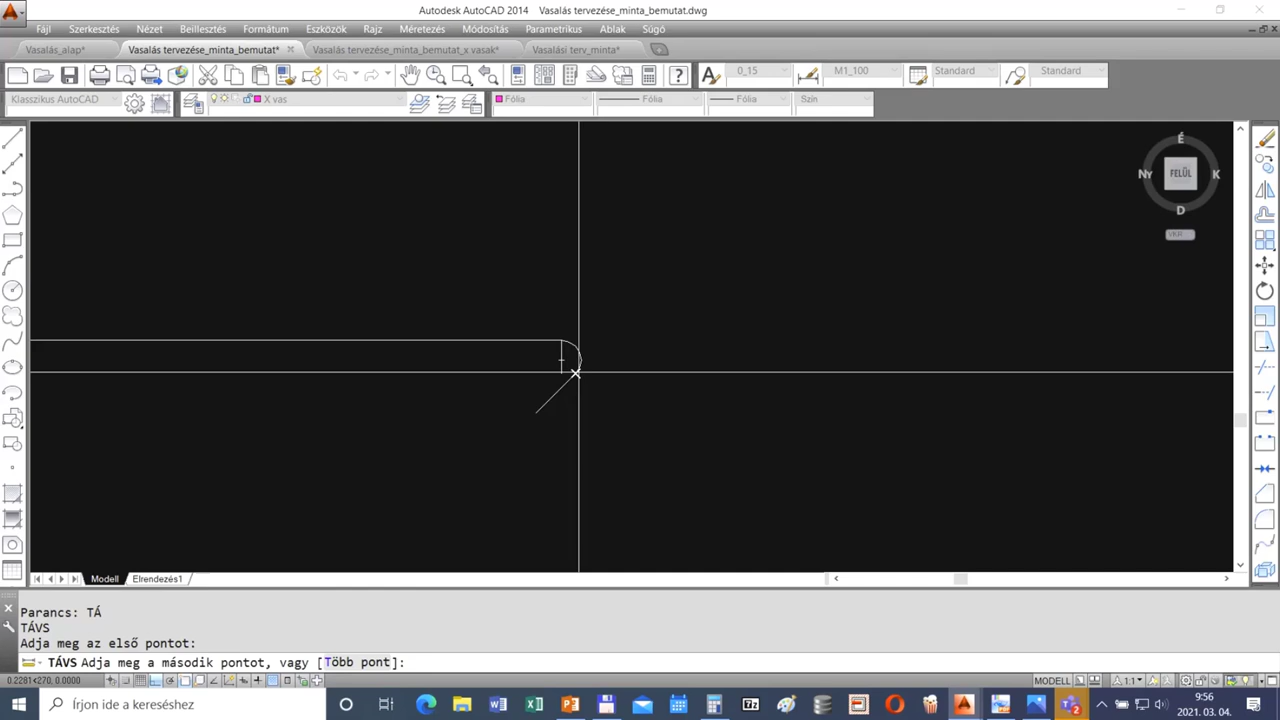 Autodesk AutoCAD 2014 Vasalás tervezése_minta_bemutat.dwg
Fájl Szerkesztés Nézet Beillesztés Formátum Eszközök Rajz Méretezés Módosítás Parametrikus Ablak Súgó
Vasalás_alap* Vasalás tervezése_minta_bemutat* Vasalás tervezése_minta_bemutat_x vasak* Vasalási terv_minta*
0_15 M1_100 Standard Standard
Klasszikus AutoCAD X vas Fólia Fólia Fólia Szín
É
Ny FELÜL K
D
VKR
Modell Elrendezés1
Parancs: TÁ
TÁVS
Adja meg az első pontot:
TÁVS Adja meg a második pontot, vagy [Több pont]:
0.2281<270, 0.0000 MODELL 1:1
Írjon ide a kereséshez 9:56
2021. 03. 04.